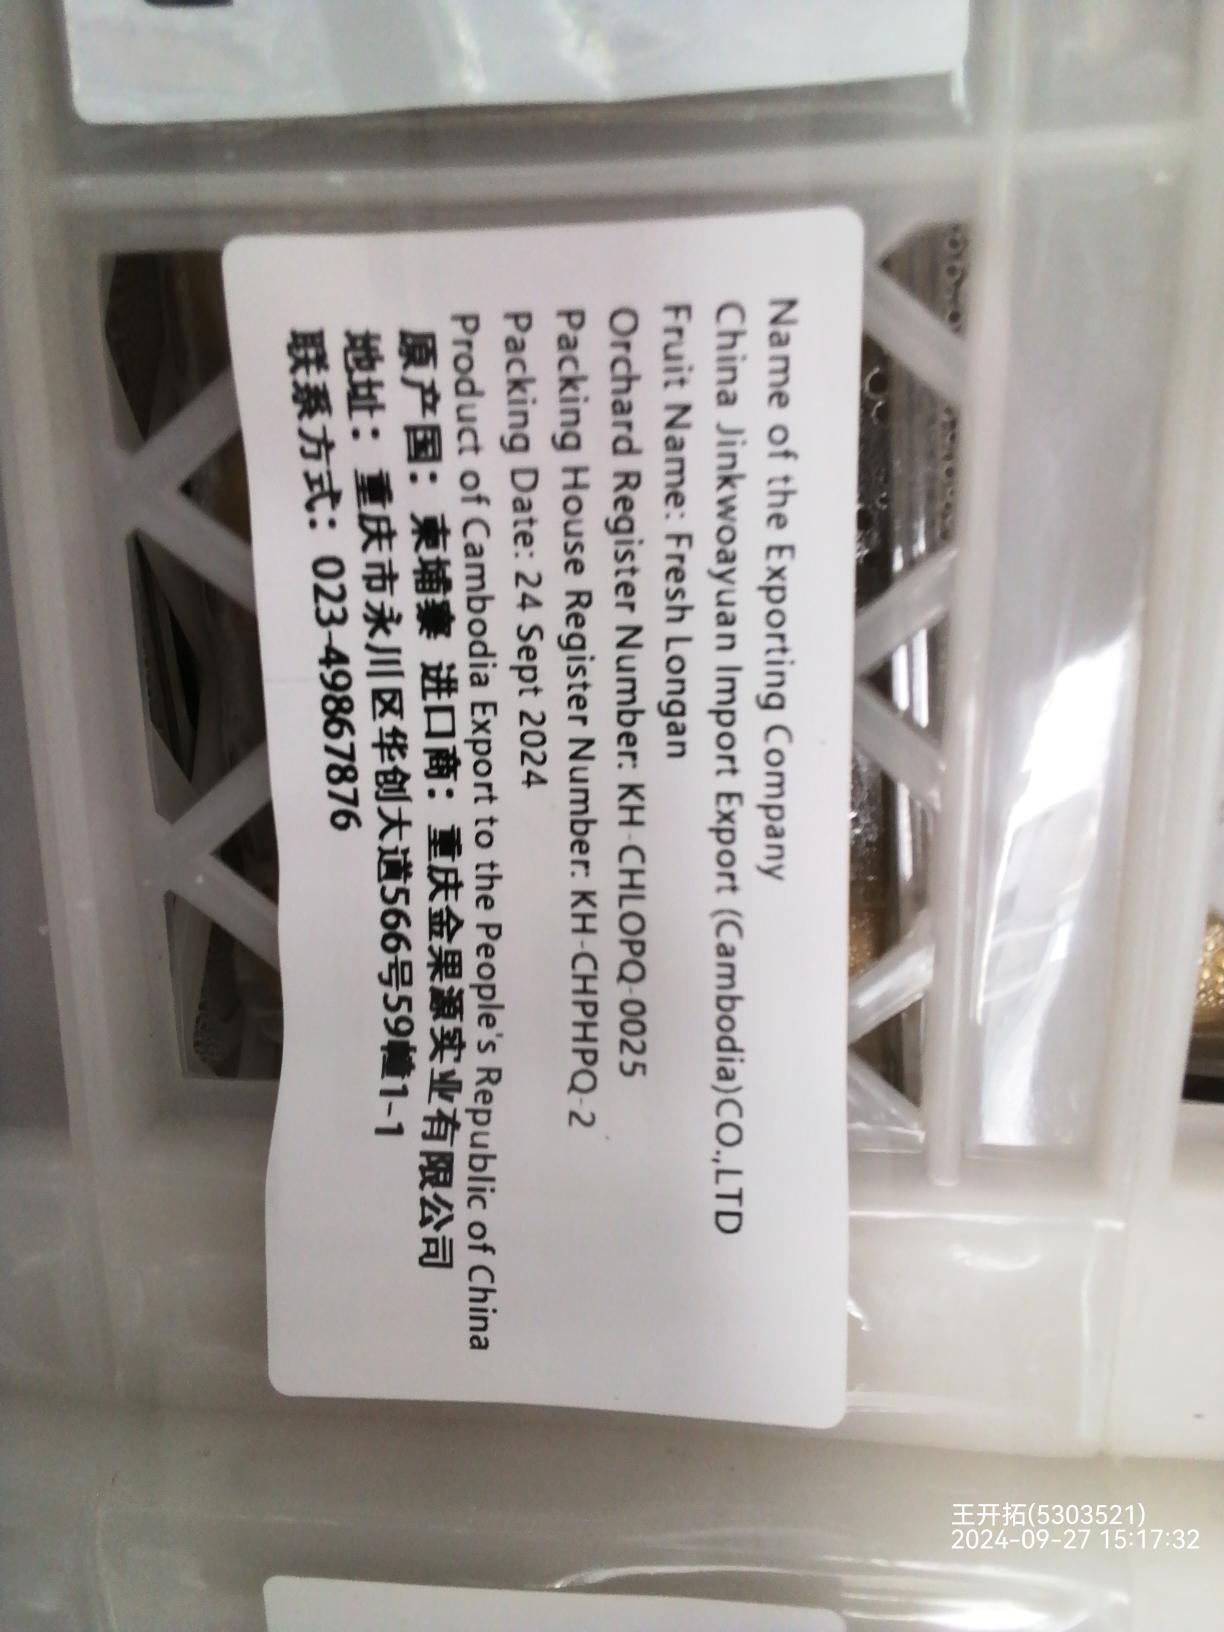 Name of the Exporting Company
China Jinkwoayuan Import Export (Cambodia)CO.,LTD
Fruit Name: Fresh Longan
Orchard Register Number: KH-CHLOPQ-0025
Packing House Register Number: KH-CHPHPQ-2
Packing Date: 24 Sept 2024
Product of Cambodia Export to the People's Republic of China
原产国：柬埔寨 进口商：重庆金果源实业有限公司
地址：重庆市永川区华创大道566号59幢1-1
联系方式：023-49867876
王开拓(5303521)
2024-09-27 15:17:32